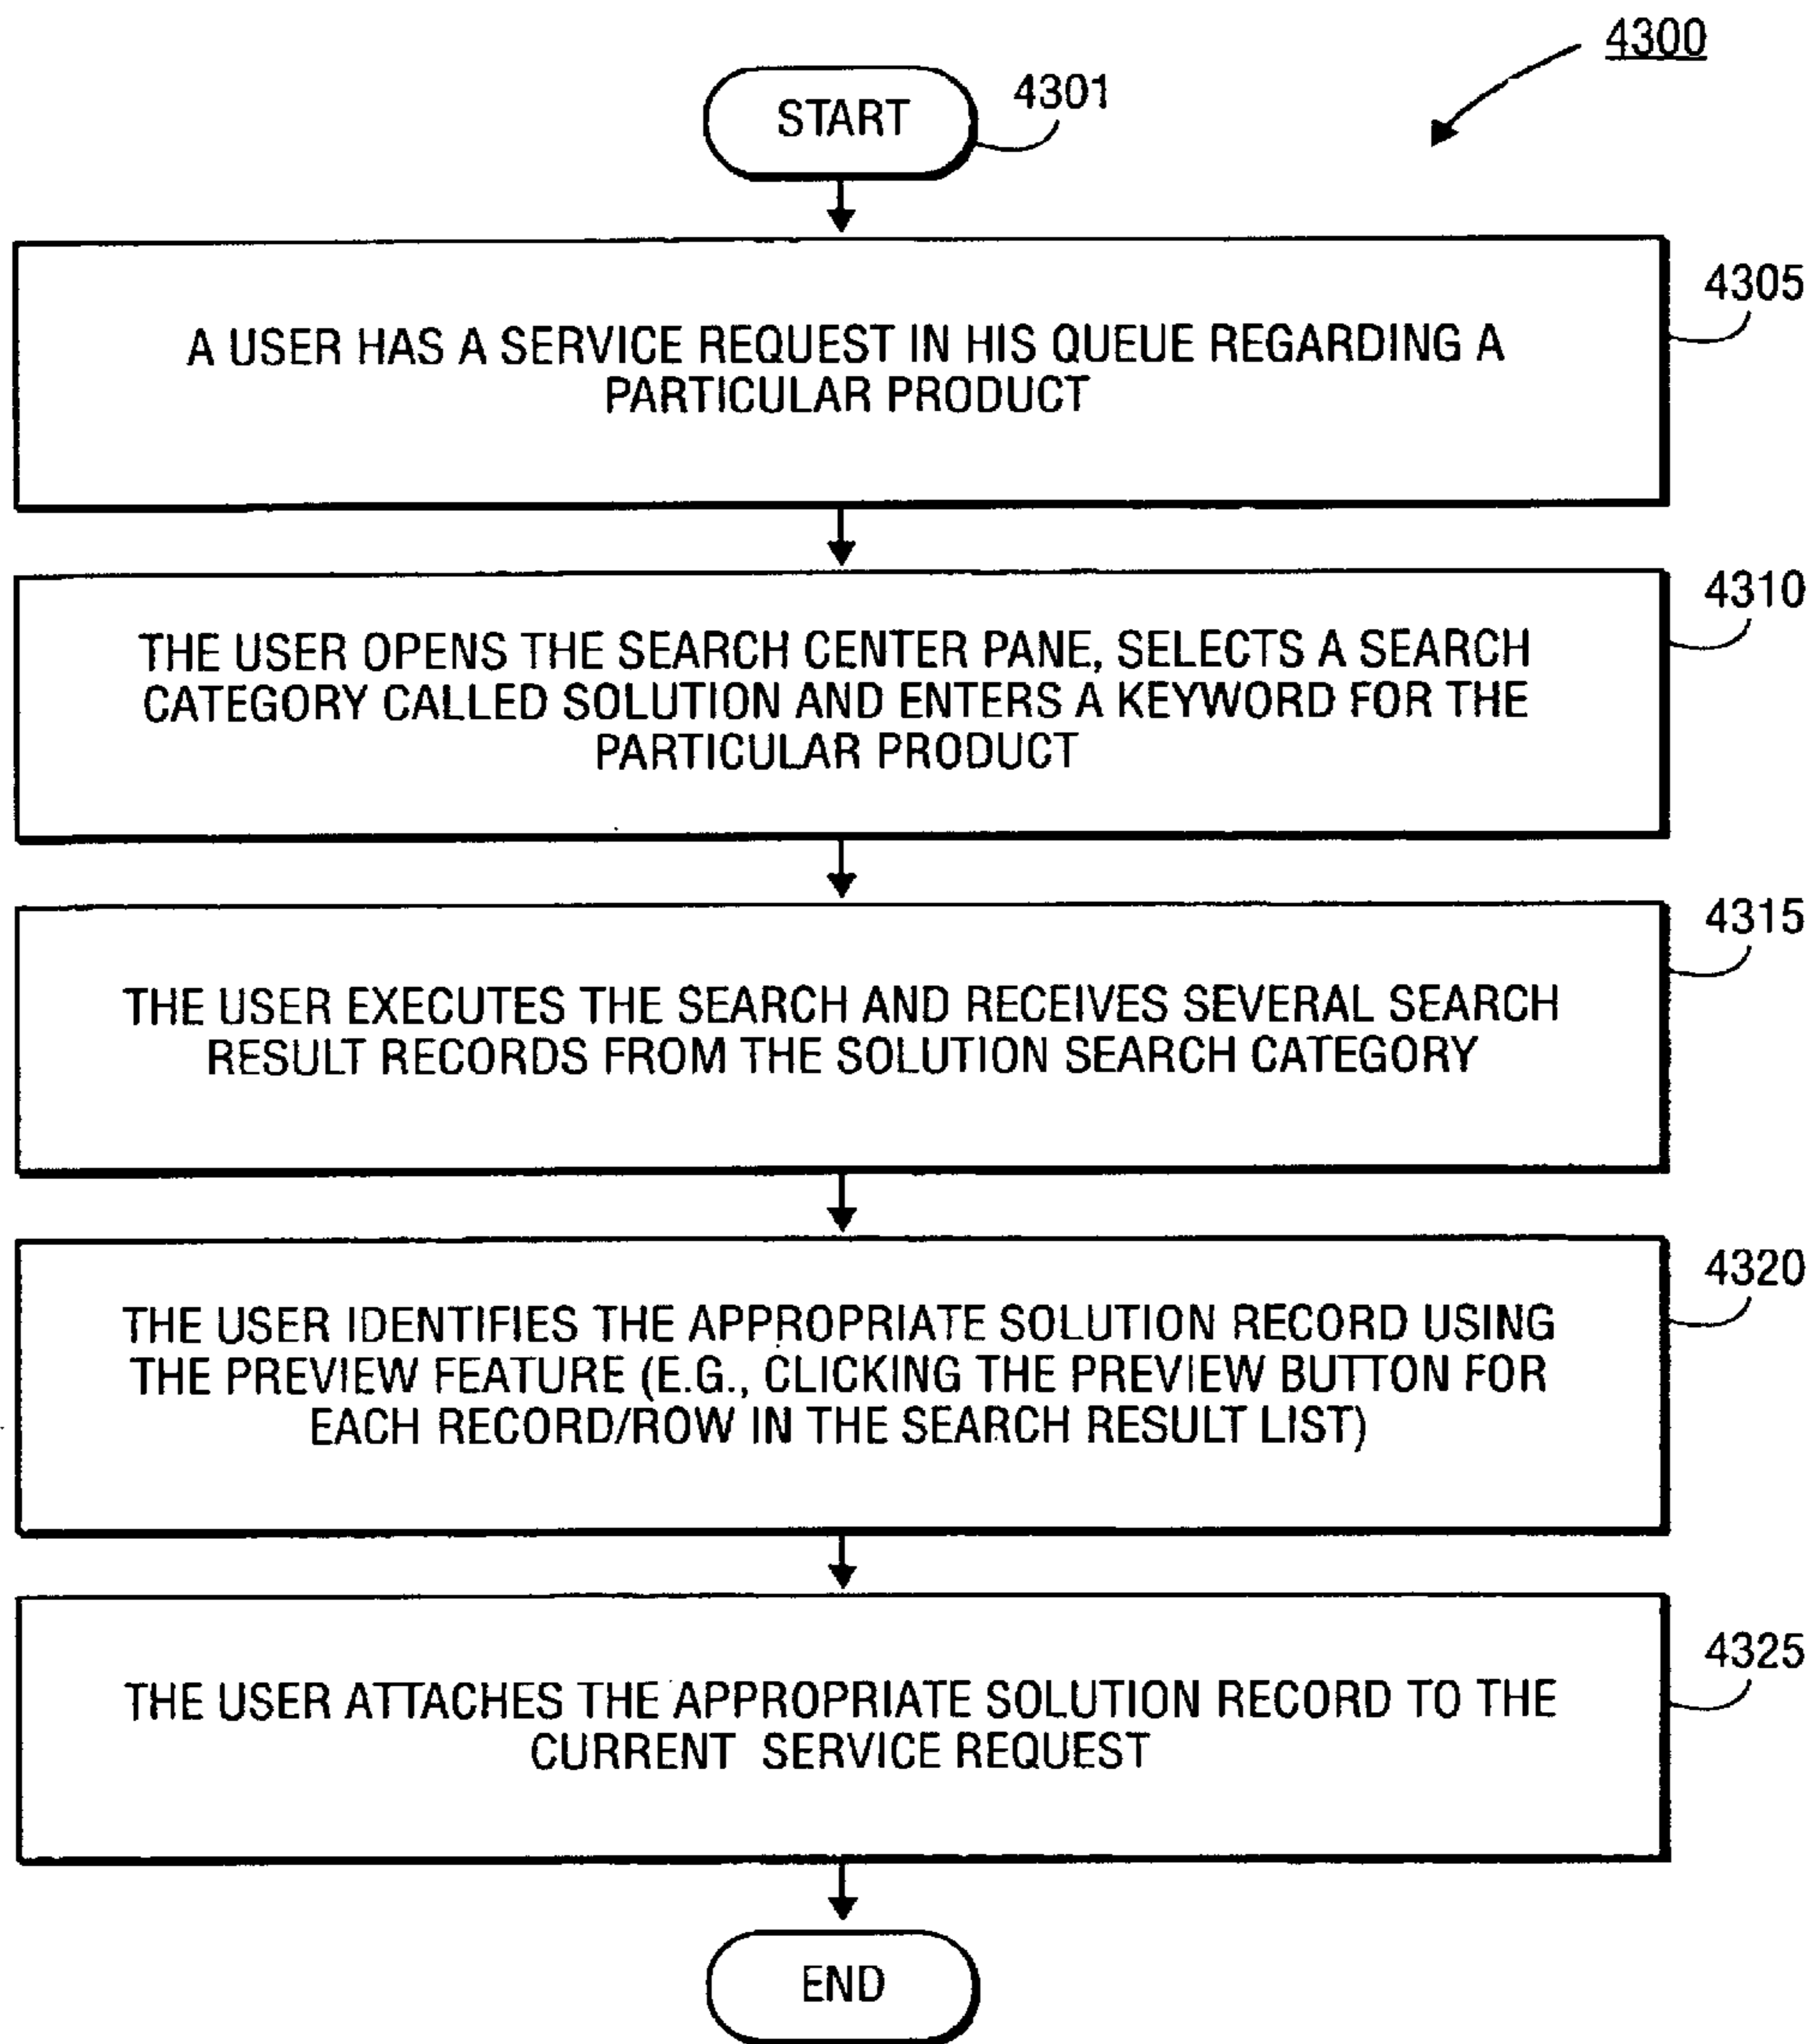 4300
START
4301
4305
A USER HAS A SERVICE REQUEST IN HIS QUEUE REGARDING A
PARTICULAR PRODUCT
4310
THE USER OPENS THE SEARCH CENTER PANE, SELECTS A SEARCH
CATEGORY CALLED SOLUTION AND ENTERS A KEYWORD FOR THE
PARTICULAR PRODUCT
4315
THE USER EXECUTES THE SEARCH AND RECEIVES SEVERAL SEARCH
RESULT RECORDS FROM THE SOLUTION SEARCH CATEGORY
4320
THE USER IDENTIFIES THE APPROPRIATE SOLUTION RECORD USING
THE PREVIEW FEATURE (E.G., CLICKING THE PREVIEW BUTTON FOR
EACH RECORD/ROW IN THE SEARCH RESULT LIST)
4325
THE USER ATTACHES THE APPROPRIATE SOLUTION RECORD TO THE
CURRENT SERVICE REQUEST
END